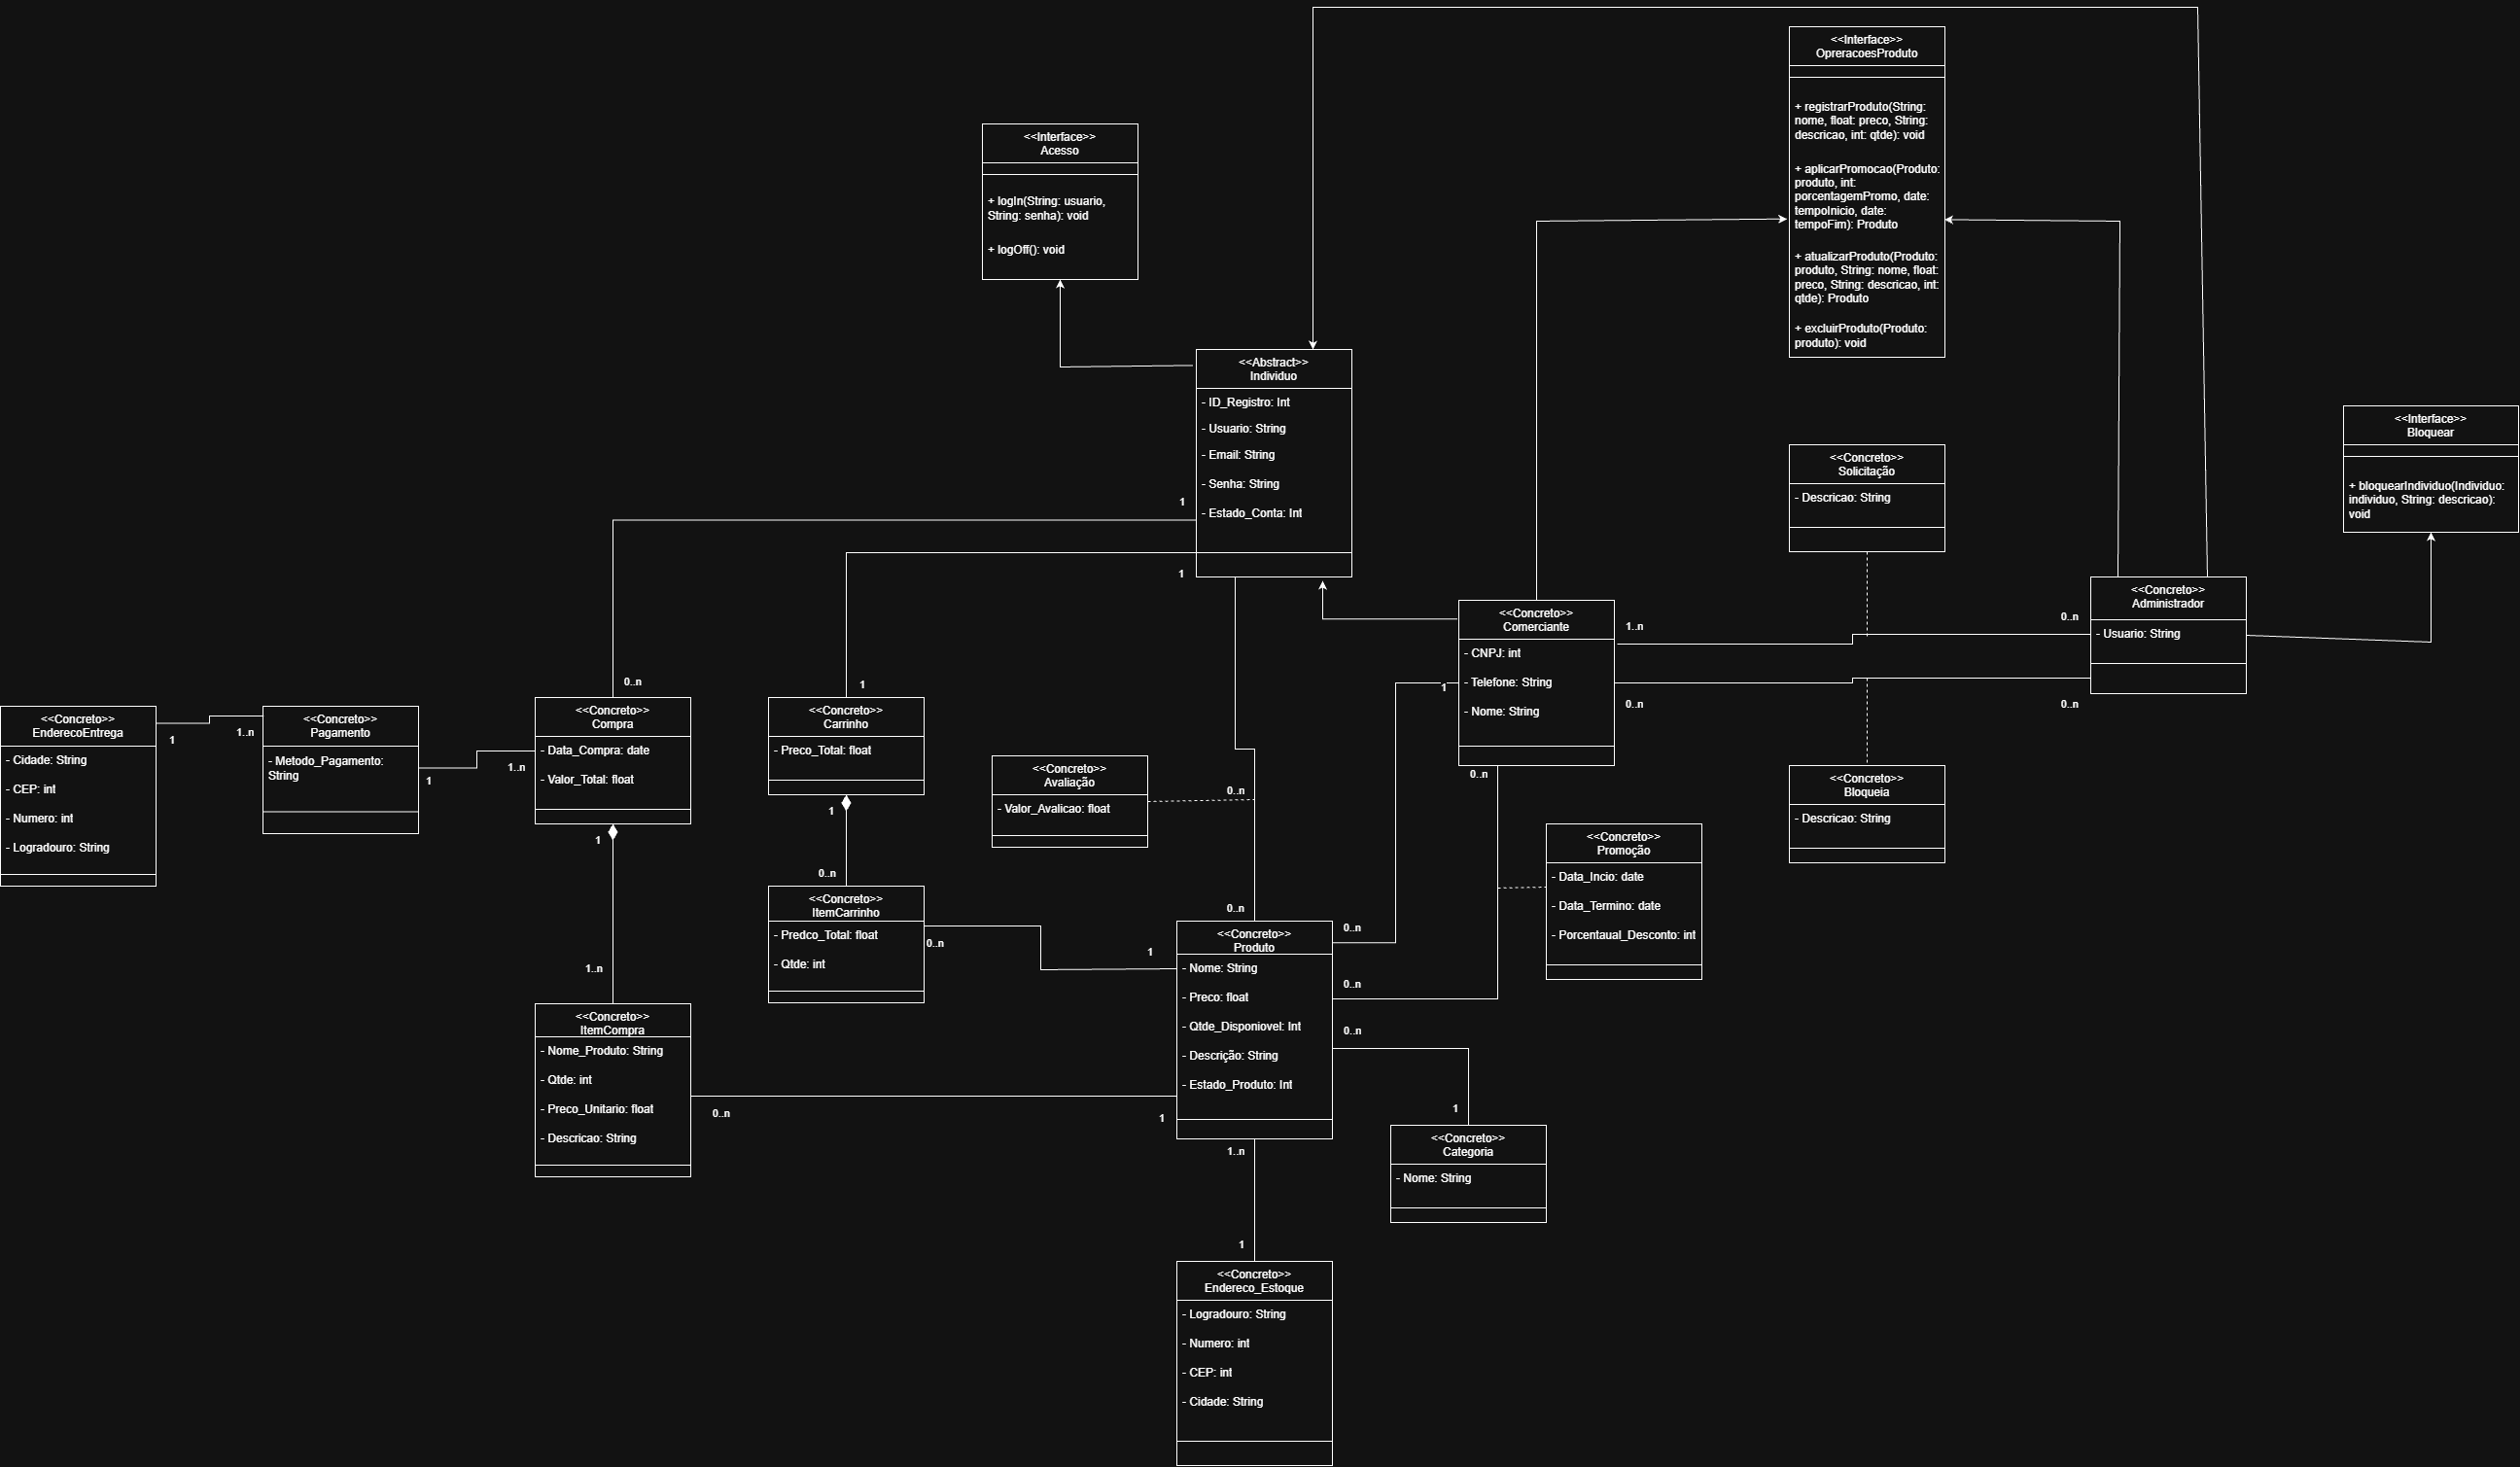 <<Interface>>
OpreracoesProduto
+ registrarProduto(String:
nome, float: preco, String:
descricao, int: qtde): void
+ aplicarPromocao(Produto:
produto, int:
porcentagemPromo, date:
tempoInicio, date:
tempoFim): Produto
+ atualizarProduto(Produto:
produto, String: nome, float:
preco, String: descricao, int:
qtde): Produto
+ excluirProduto(Produto:
produto): void
<<Interface>>
Acesso
+ logIn(String: usuario,
String: senha): void
+ logOff(): void
<<Abstract>>
Individuo
- ID_Registro: Int
- Usuario: String
- Email: String
- Senha: String
- Estado_Conta: Int
1
1
<<Interface>>
Bloquear
+ bloquearIndividuo(Individuo:
individuo, String: descricao):
void
<<Concreto>>
Solicitação
- Descricao: String
<<Concreto>>
Administrador
- Usuario: String
0..n
0..n
<<Concreto>>
Comerciante
- CNPJ: int
- Telefone: String
- Nome: String
1..n
0..n
1
0..n
<<Concreto>>
Bloqueia
- Descricao: String
<<Concreto>>
EnderecoEntrega
- Cidade: String
- CEP: int
- Numero: int
- Logradouro: String
1
1..n
<<Concreto>>
Pagamento
- Metodo_Pagamento:
String
1
1..n
0..n
<<Concreto>>
Compra
- Data_Compra: date
- Valor_Total: float
1
1..n
1
<<Concreto>>
Carrinho
- Preco_Total: float
1
0..n
<<Concreto>>
Avaliação
- Valor_Avalicao: float
0..n
0..n
<<Concreto>>
Promoção
- Data_Incio: date
- Data_Termino: date
- Porcentaual_Desconto: int
<<Concreto>>
ItemCarrinho
- Predco_Total: float
- Qtde: int
0..n
1
<<Concreto>>
Produto
- Nome: String
- Preco: float
- Qtde_Disponiovel: Int
- Descrição: String
- Estado_Produto: Int
0..n
0..n
0..n
<<Concreto>>
ItemCompra
- Nome_Produto: String
- Qtde: int
- Preco_Unitario: float
- Descricao: String
0..n
1
1
<<Concreto>>
Categoria
- Nome: String
1..n
1
<<Concreto>>
Endereco_Estoque
- Logradouro: String
- Numero: int
- CEP: int
- Cidade: String